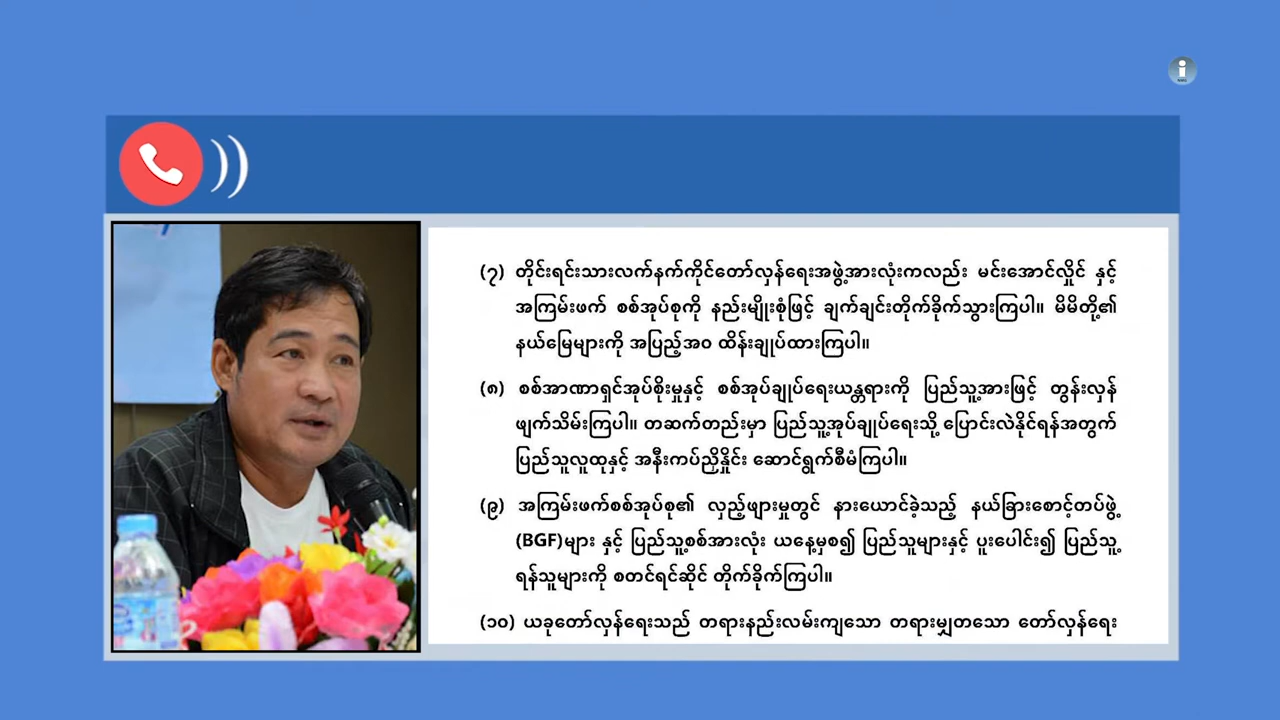 (၇) တိုင်းရင်းသားလက်နက်ကိုင်တော်လှန်ရေးအဖွဲ့အားလုံးကလည်း မင်းအောင်လှိုင် နှင့်
အကြမ်းဖက် စစ်အုပ်စုကို နည်းမျိုးစုံဖြင့် ချက်ချင်းတိုက်ခိုက်သွားကြပါ။ မိမိတို့၏
နယ်မြေများကို အပြည့်အဝ ထိန်းချုပ်ထားကြပါ။
(၈) စစ်အာဏာရှင်အုပ်စိုးမှုနှင့် စစ်အုပ်ချုပ်ရေးယန္တရားကို ပြည်သူ့အားဖြင့် တွန်းလှန်
ဖျက်သိမ်းကြပါ။ တဆက်တည်းမှာ ပြည်သူ့အုပ်ချုပ်ရေးသို့ ပြောင်းလဲနိုင်ရန်အတွက်
ပြည်သူလူထုနှင့် အနီးကပ်ညှိနှိုင်း ဆောင်ရွက်စီမံကြပါ။
(၉) အကြမ်းဖက်စစ်အုပ်စု၏ လှည့်ဖျားမှုတွင် နားယောင်ခဲ့သည့် နယ်ခြားစောင့်တပ်ဖွဲ့
(BGF)များ နှင့် ပြည်သူ့စစ်အားလုံး ယနေ့မှစ၍ ပြည်သူများနှင့် ပူးပေါင်း၍ ပြည်သူ့
ရန်သူများကို စတင်ရင်ဆိုင် တိုက်ခိုက်ကြပါ။
(၁၀) ယခုတော်လှန်ရေးသည် တရားနည်းလမ်းကျသော တရားမျှတသော တော်လှန်ရေး